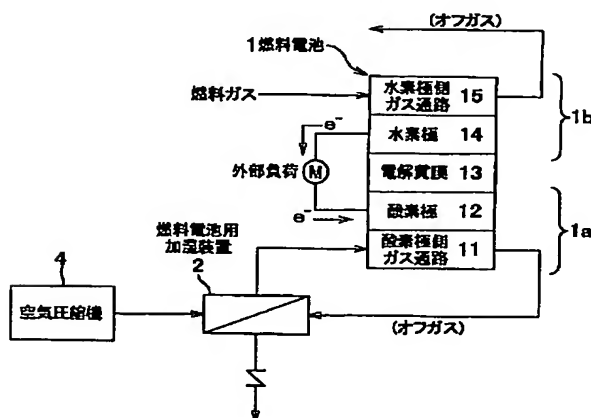 (オフガス)
1燃料電池
燃料ガス
水素極側
ガス通路 15
1b
e⁻
水素極 14
外部負荷 M
電解質膜 13
e⁻
酸素極 12
1a
酸素極側
ガス通路 11
燃料電池用
加湿装置
2
4
空気圧縮機
(オフガス)